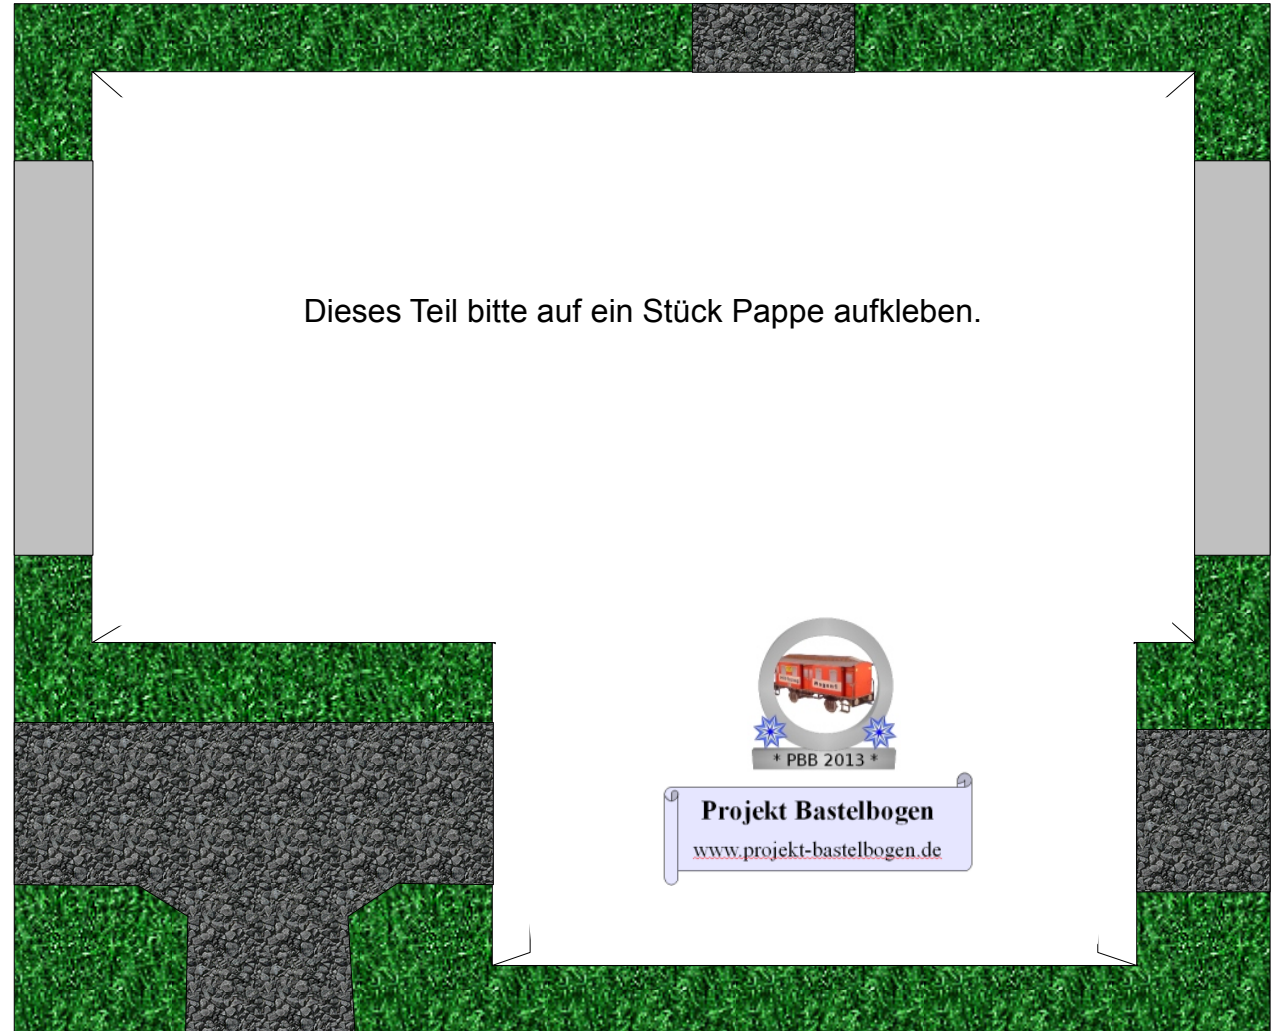 Dieses Teil bitte auf ein Stück Pappe aufkleben.
* PBB 2013 *
Projekt Bastelbogen
www.projekt-bastelbogen.de